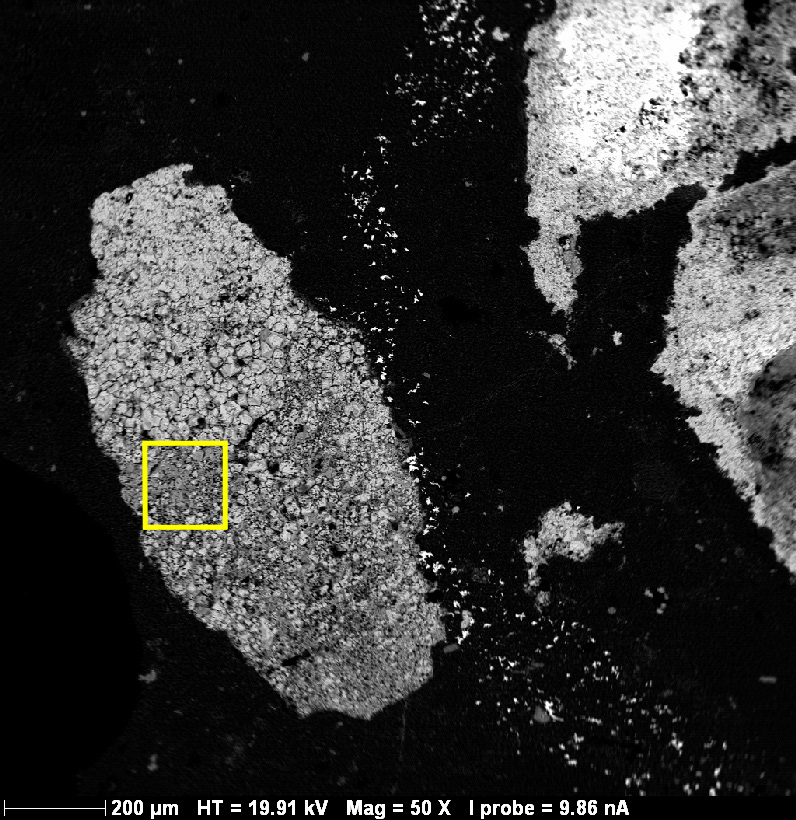 200 µm HT = 19.91 kV Mag = 50 X I probe = 9.86 nA